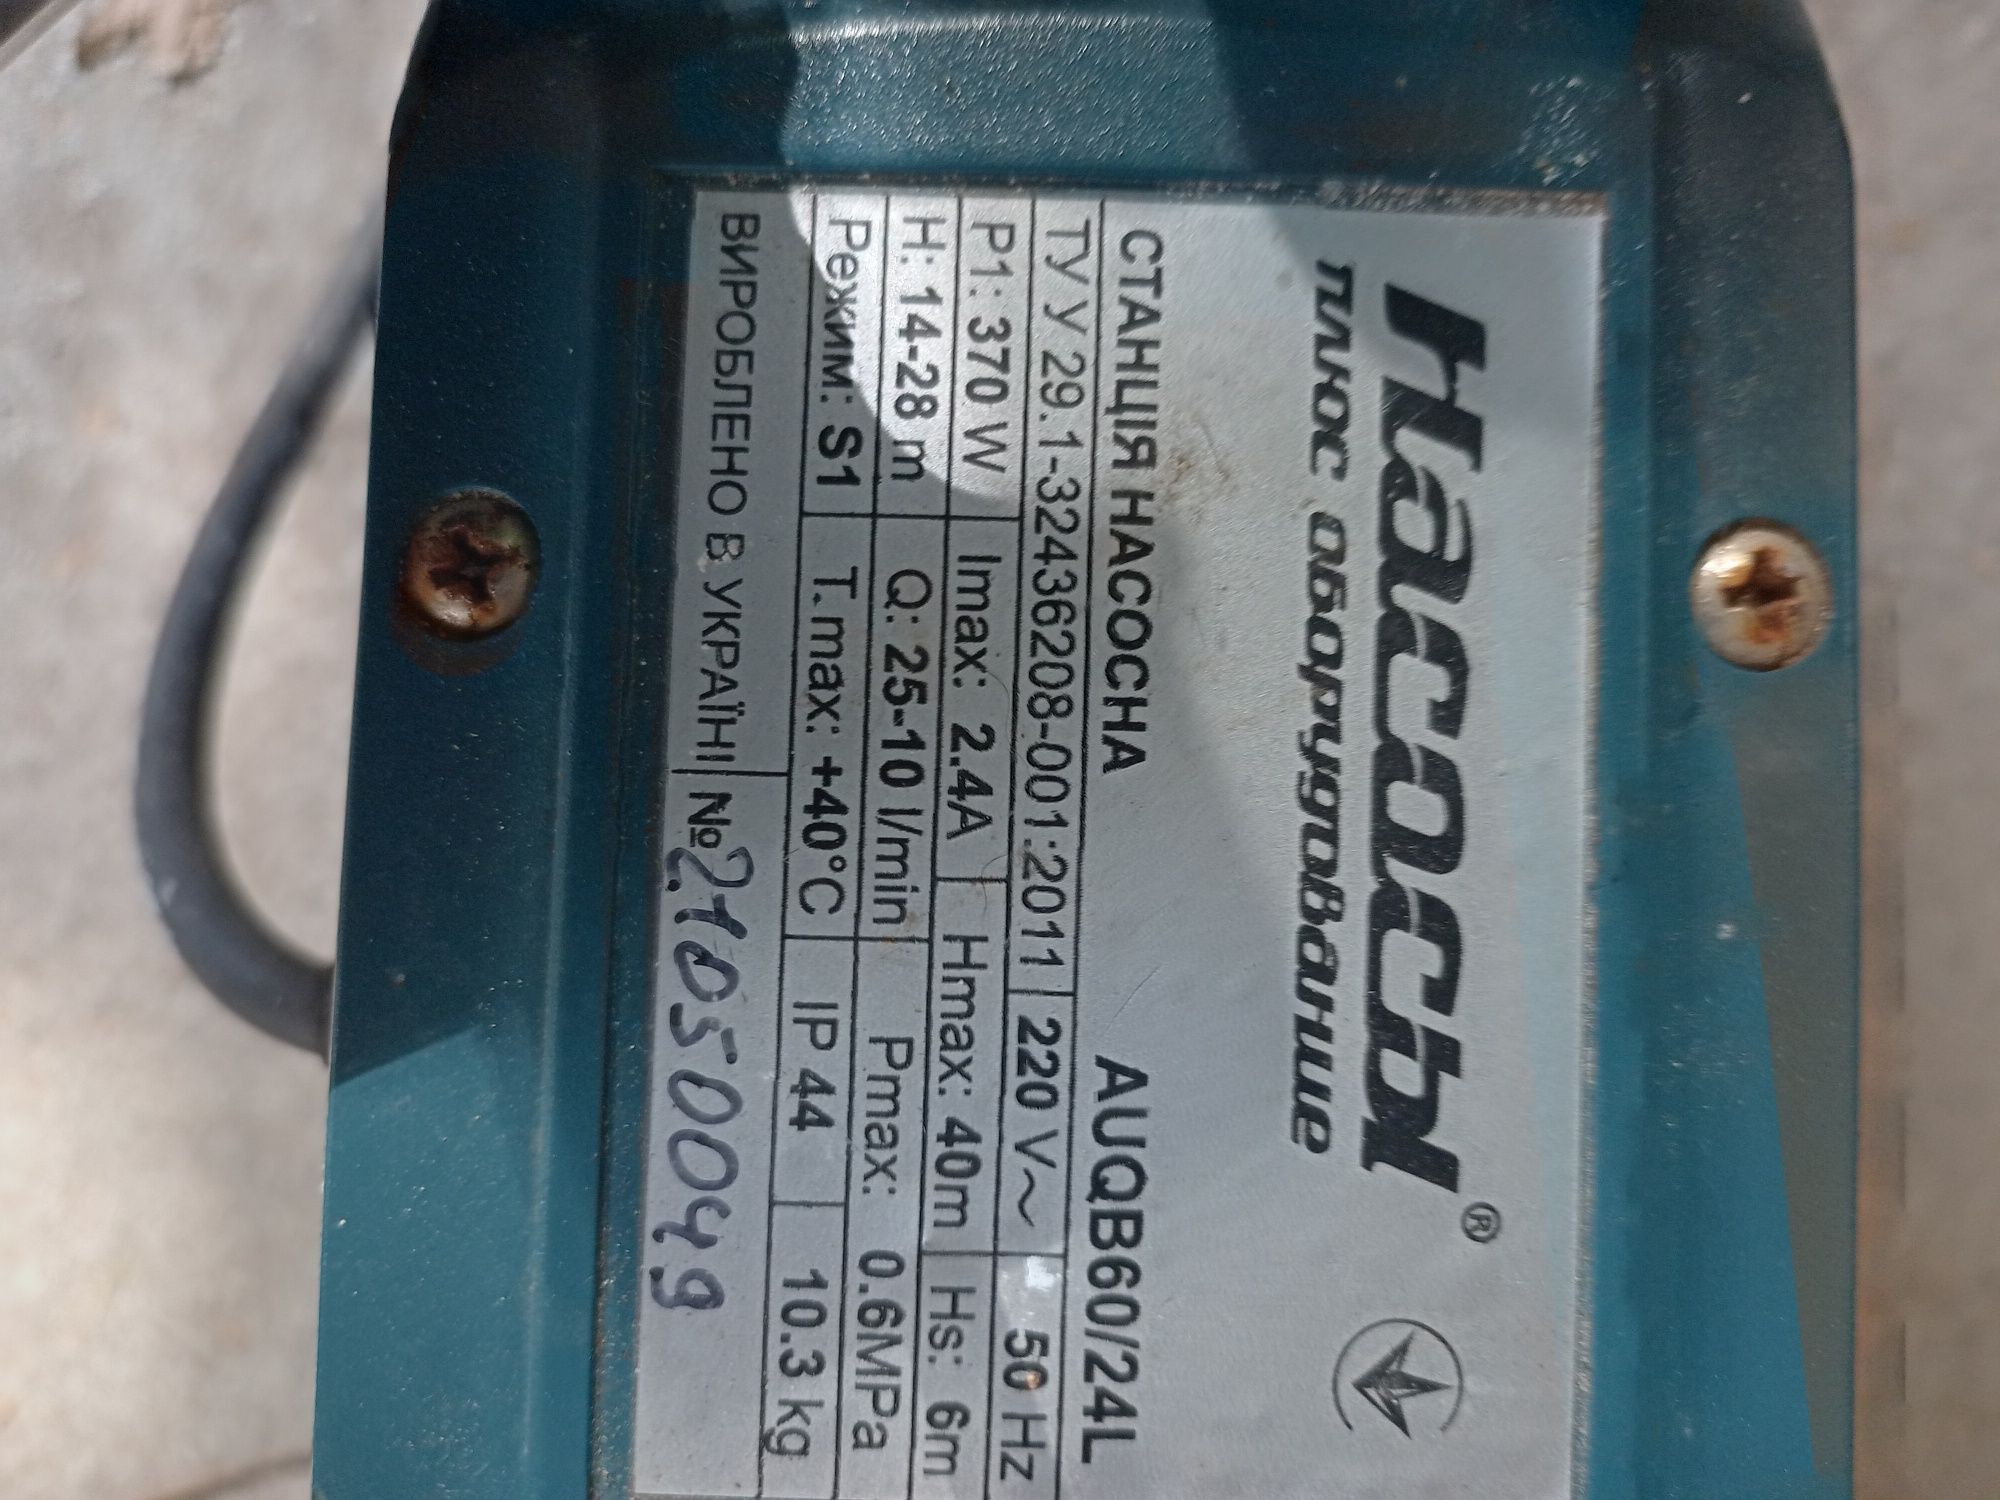 Насосы®
плюс оборудование
СТАНЦІЯ НАСОСНА AUQB60/24L
ТУ У 29.1-32436208-001:2011 220 V~ 50 Hz
P1: 370 W Imax: 2.4A Hmax: 40m Hs: 6m
H: 14-28 m Q: 25-10 l/min Pmax: 0.6MPa
Режим: S1 T.max: +40°C IP 44 10.3 kg
ВИРОБЛЕНО В УКРАЇНІ № 21050049